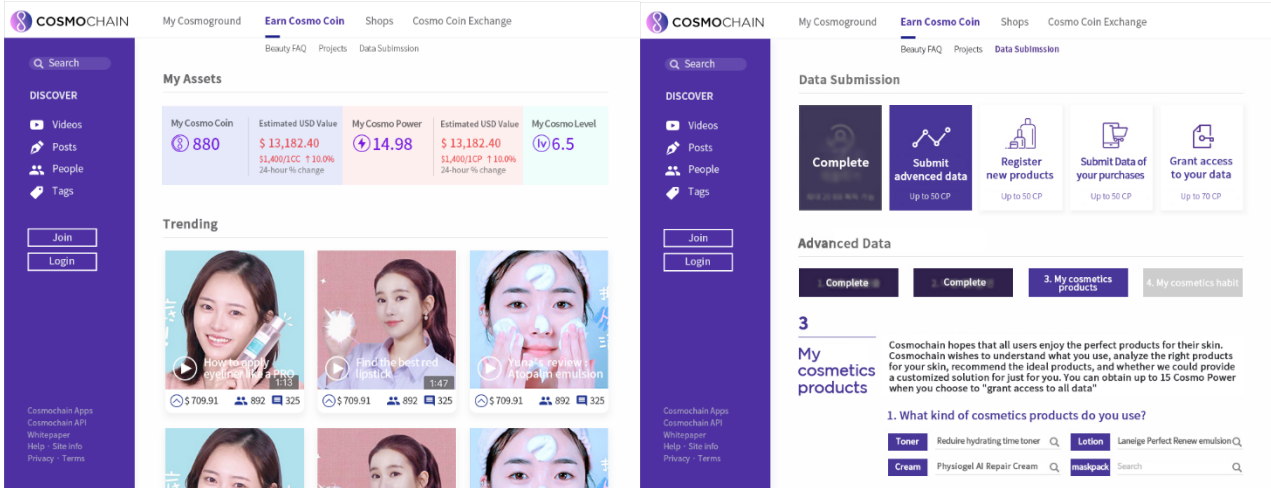 COSMOCHAIN
My Cosmoground
Earn Cosmo Coin
Shops
Cosmo Coin Exchange
Beauty FAQ
Projects
Data Subimssion
Search
DISCOVER
Videos
Posts
People
Tags
Join
Login
Cosmochain Apps
Cosmochain API
Whitepaper
Help · Site info
Privacy · Terms
My Assets
My Cosmo Coin
880
Estimated USD Value
$ 13,182.40
$1,400/1CC ↑10.0%
24-hour % change
My Cosmo Power
14.98
Estimated USD Value
$ 13,182.40
$1,400/1CP ↑10.0%
24-hour % change
My Cosmo Level
lv 6.5
Trending
How to apply
eyeliner like a PRO
1:13
$ 709.91
892
325
Find the best red
lipstick
1:47
$ 709.91
892
325
Yuna's review :
Atopalm emulsion
$ 709.91
892
325
COSMOCHAIN
My Cosmoground
Earn Cosmo Coin
Shops
Cosmo Coin Exchange
Beauty FAQ
Projects
Data Subimssion
Search
DISCOVER
Videos
Posts
People
Tags
Join
Login
Cosmochain Apps
Cosmochain API
Whitepaper
Help · Site info
Privacy · Terms
Data Submission
Complete
Submit
advenced data
Up to 50 CP
Register
new products
Up to 50 CP
Submit Data of
your purchases
Up to 50 CP
Grant access
to your data
Up to 70 CP
Advanced Data
1. Complete
2. Complete
3. My cosmetics
products
4. My cosmetics habit
3
My
cosmetics
products
Cosmochain hopes that all users enjoy the perfect products for their skin.
Cosmochain wishes to understand what you use, analyze the right products
for your skin, recommend the ideal products, and whether we could provide
a customized solution for just for you. You can obtain up to 15 Cosmo Power
when you choose to "grant access to all data"
1. What kind of cosmetics products do you use?
Toner
Reduire hydrating time toner
Lotion
Laneige Perfect Renew emulsion
Cream
Physiogel AI Repair Cream
maskpack
Search